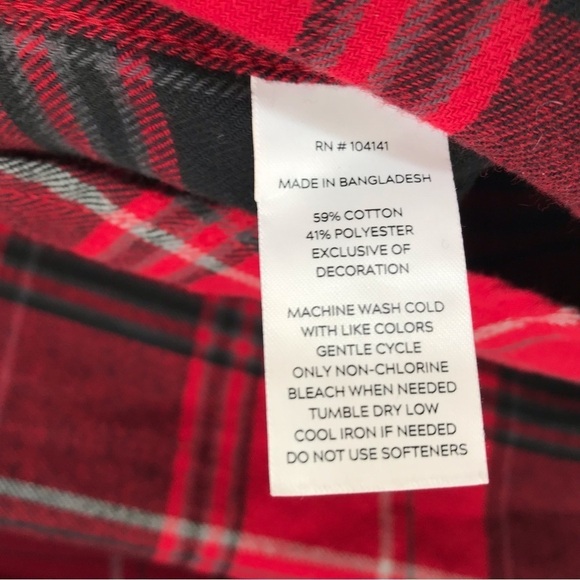 RN # 104141
MADE IN BANGLADESH
59% COTTON
41% POLYESTER
EXCLUSIVE OF
DECORATION
MACHINE WASH COLD
WITH LIKE COLORS
GENTLE CYCLE
ONLY NON-CHLORINE
BLEACH WHEN NEEDED
TUMBLE DRY LOW
COOL IRON IF NEEDED
DO NOT USE SOFTENERS